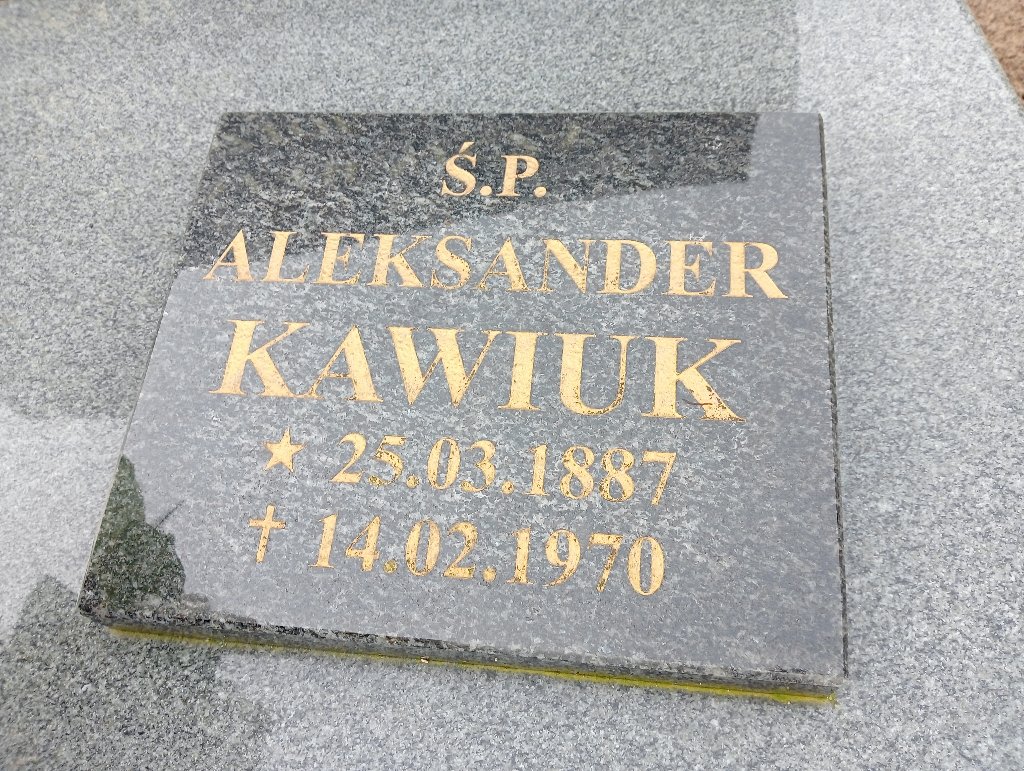 Ś.P.
ALEKSANDER
KAWIUK
★ 25.03.1887
✝ 14.02.1970